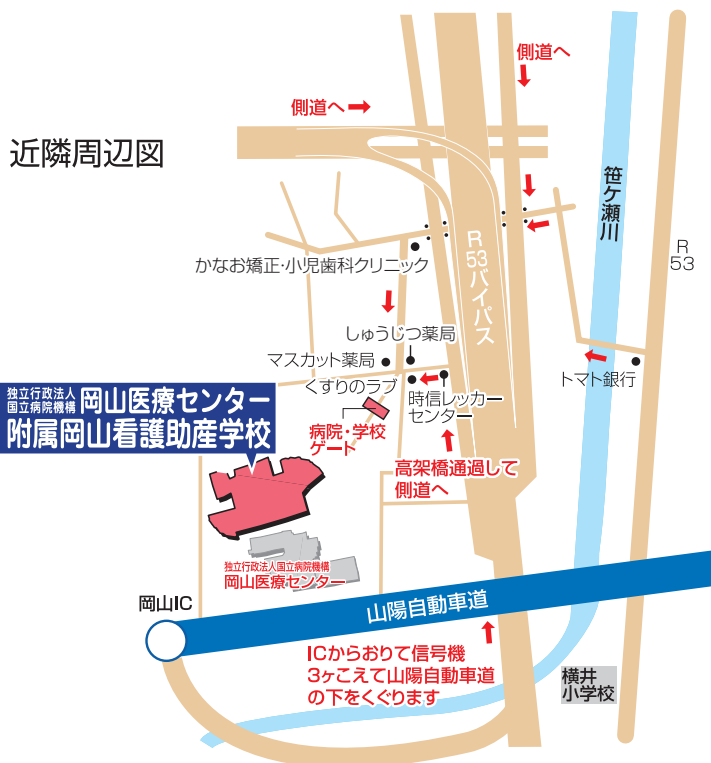 側道へ
側道へ
近隣周辺図
笹ケ瀬川
R
53
R
53バイパス
かなお矯正・小児歯科クリニック
しゅうじつ薬局
マスカット薬局
くすりのラブ
時信レッカー
センター
トマト銀行
独立行政法人
国立病院機構
岡山医療センター
附属岡山看護助産学校
病院・学校
ゲート
高架橋通過して
側道へ
独立行政法人国立病院機構
岡山医療センター
岡山IC
山陽自動車道
ICからおりて信号機
3ヶこえて山陽自動車道
の下をくぐります
横井
小学校